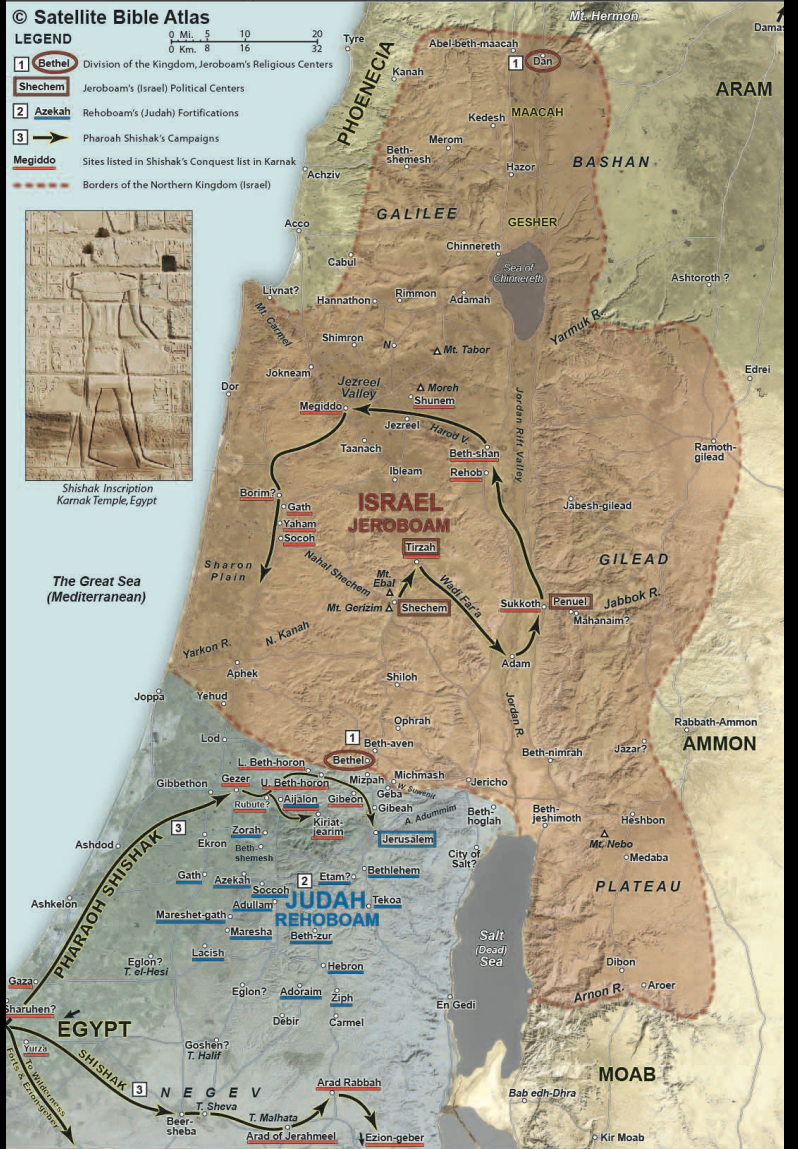 © Satellite Bible Atlas
LEGEND
0 Mi. 5 10 20
0 Km. 8 16 32
1 Bethel Division of the Kingdom, Jeroboam's Religious Centers
Shechem Jeroboam's (Israel) Political Centers
2 Azekah Rehoboam's (Judah) Fortifications
3 Pharoah Shishak's Campaigns
Megiddo Sites listed in Shishak's Conquest list in Karnak
Borders of the Northern Kingdom (Israel)
Shishak Inscription
Karnak Temple, Egypt
Mt. Hermon
Tyre
Abel-beth-maacah
1 Dan
PHOENICIA
Kanah
ARAM
MAACAH
Kedesh
Merom
Beth-
shemesh
Hazor
BASHAN
Achziv
GALILEE
GESHER
Acco
Chinnereth
Cabul
Sea of
Chinnereth
Ashtoroth ?
Livnat?
Hannathon
Rimmon
Adamah
Mt. Carmel
Yarmuk R.
Shimron
N
Mt. Tabor
Edrei
Jokneam
Jezreel
Valley
Moreh
Dor
Shunem
Megiddo
Jezreel
Harod V.
Jordan Rift Valley
Taanach
Beth-shan
Ramoth-
gilead
Ibleam
Rehob
Borim?
ISRAEL
JEROBOAM
Gath
Yaham
Socoh
Jabesh-gilead
Tirzah
GILEAD
Sharon
Plain
Nahal Shechem
Mt.
Ebal
Wadi Far'a
The Great Sea
(Mediterranean)
Mt. Gerizim
Shechem
Sukkoth
Penuel
Jabbok R.
Mahanaim?
Yarkon R.
N. Kanah
Adam
Aphek
Shiloh
Joppa
Yehud
Jordan R.
Ophrah
Rabbath-Ammon
Lod
1
Beth-aven
AMMON
Bethel
Beth-nimrah
Jazar?
L. Beth-horon
Gibbethon
Gezer
U. Beth-horon
Mizpah
Michmash
Jericho
Geba
W. Suwenit
Rubute?
Aijalon
Gibeon
Gibeah
A. Adummim
Beth-
hoglah
Beth-
jeshimoth
Heshbon
3
Zorah
Kiriat-
jearim
Jerusalem
Mt. Nebo
Ashdod
Ekron
Beth-
shemesh
City of
Salt?
Medaba
Gath
Azekah
Soccoh
2
Etam?
Bethlehem
PLATEAU
PHARAOH SHISHAK
Ashkelon
Adullam
JUDAH
REHOBOAM
Tekoa
Mareshet-gath
Maresha
Beth-zur
Salt
(Dead)
Sea
Lachish
Eglon?
T. el-Hesi
Hebron
Dibon
Gaza
Eglon?
Adoraim
Ziph
En Gedi
Arnon R.
Aroer
Sharuhen?
EGYPT
Debir
Carmel
Yurza
Goshen?
T. Halif
To Wilderness
Forts & Ezion-geber
SHISHAK
3
NEGEV
Arad Rabbah
MOAB
T. Sheva
T. Malhata
Beer-
sheba
Arad of Jerahmeel
Ezion-geber
Bab edh-Dhra
Kir Moab